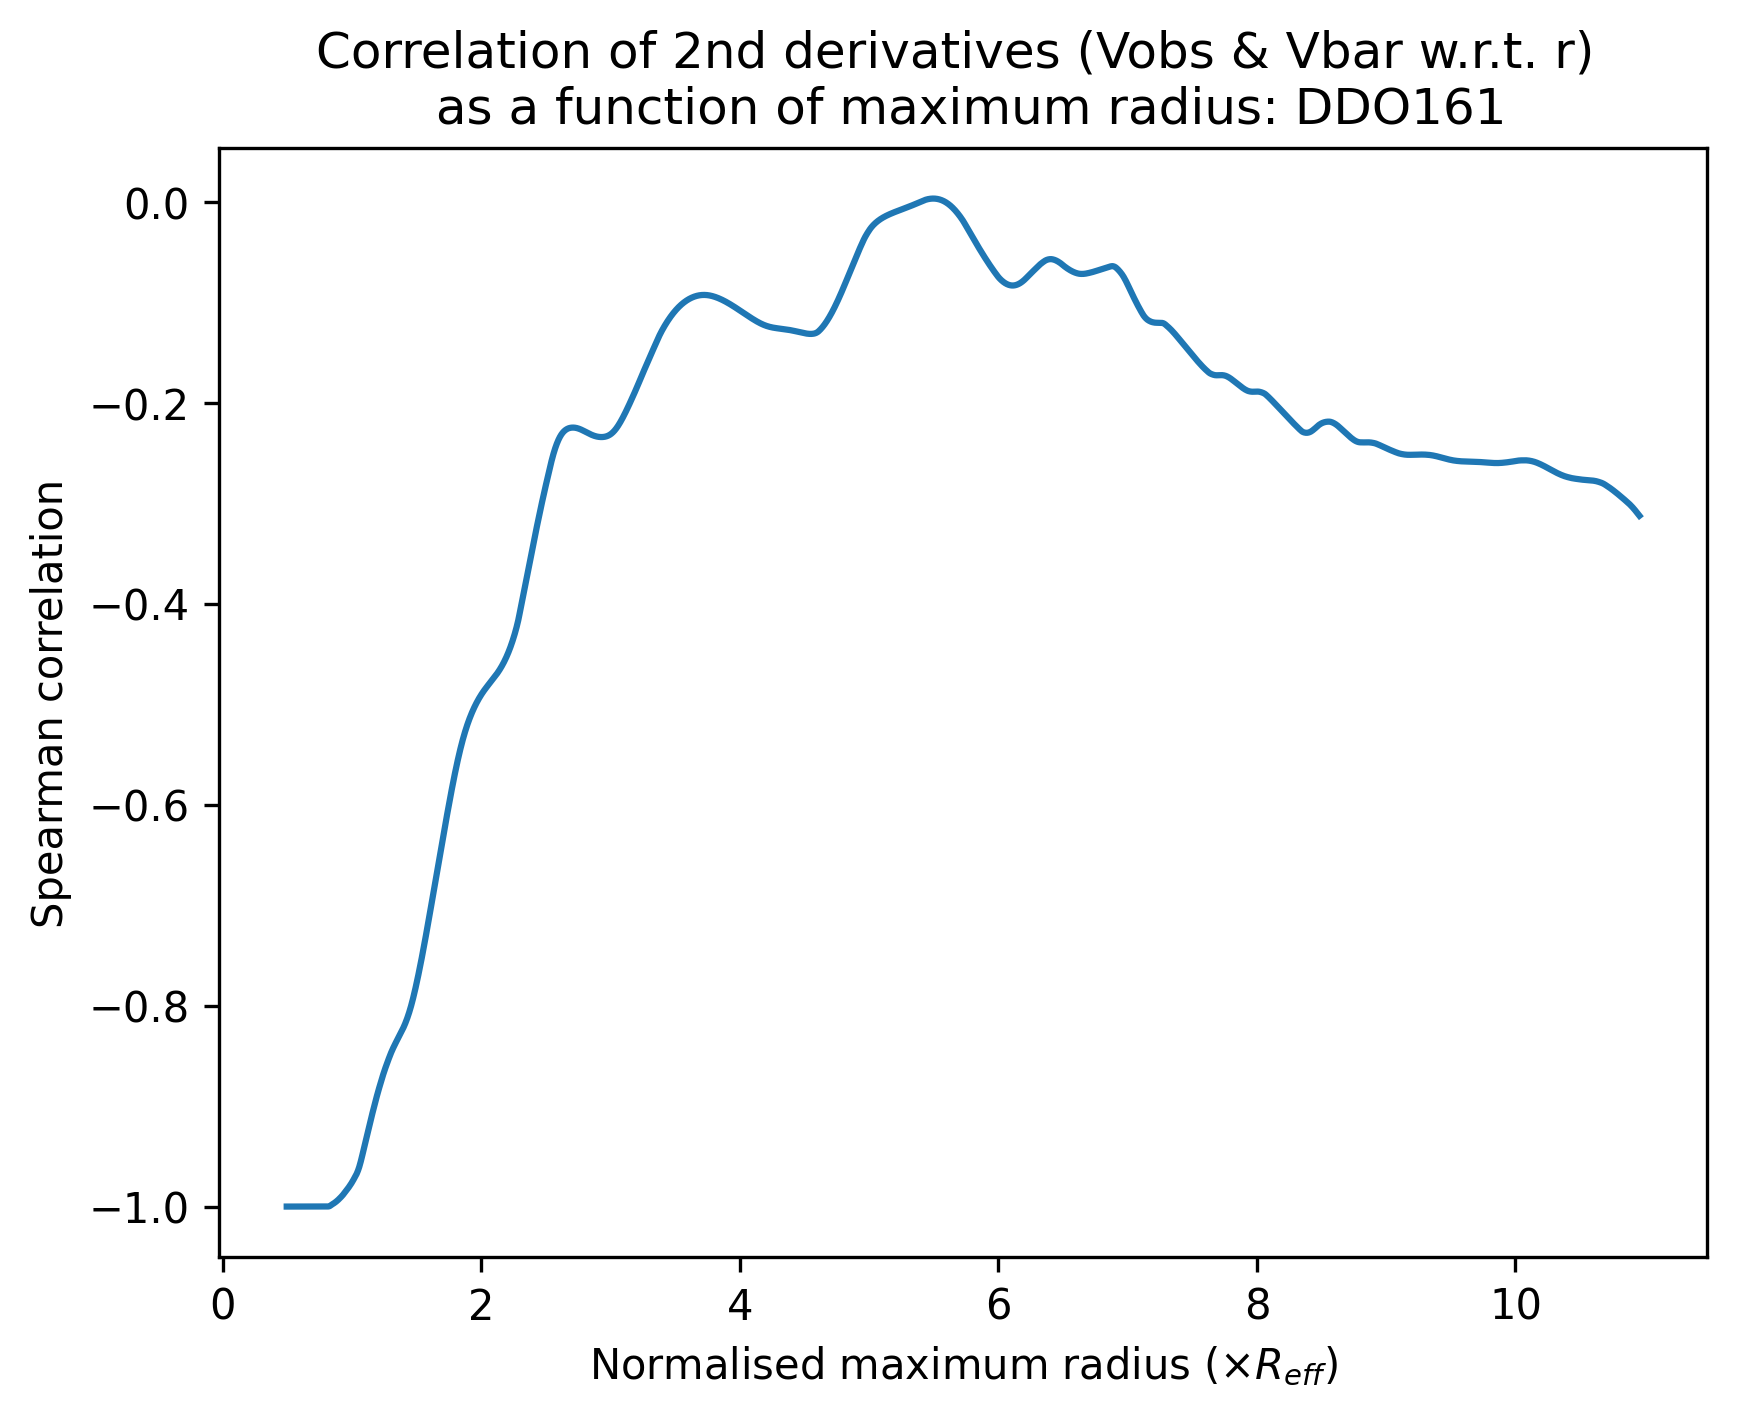 Correlation of 2nd derivatives (Vobs & Vbar w.r.t. r)
as a function of maximum radius: DDO161
0.0
−0.2
−0.4
−0.6
−0.8
−1.0
Spearman correlation
0 2 4 6 8 10
Normalised maximum radius (×R_eff)